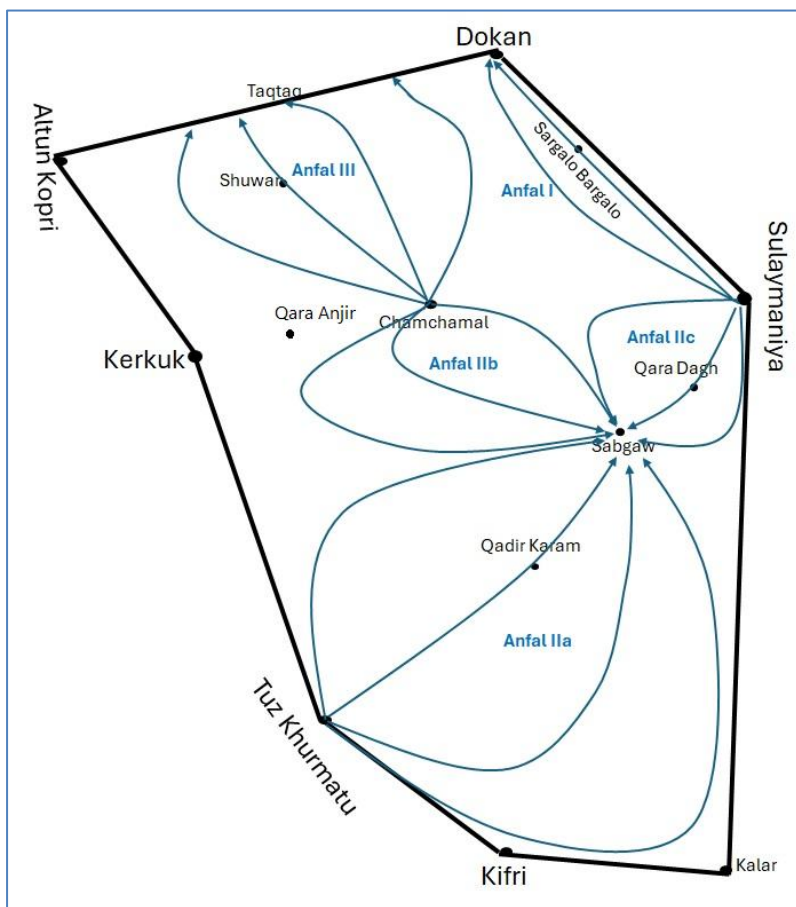 Dokan
Taqtaq
Altun Kopri
Sargalo Bargalo
Shuwan
Anfal III
Anfal I
Sulaymaniya
Qara Anjir
Chamchamal
Anfal IIc
Kerkuk
Anfal IIb
Qara Dagh
Sabgaw
Qadir Karam
Anfal IIa
Tuz Khurmatu
Kifri
Kalar